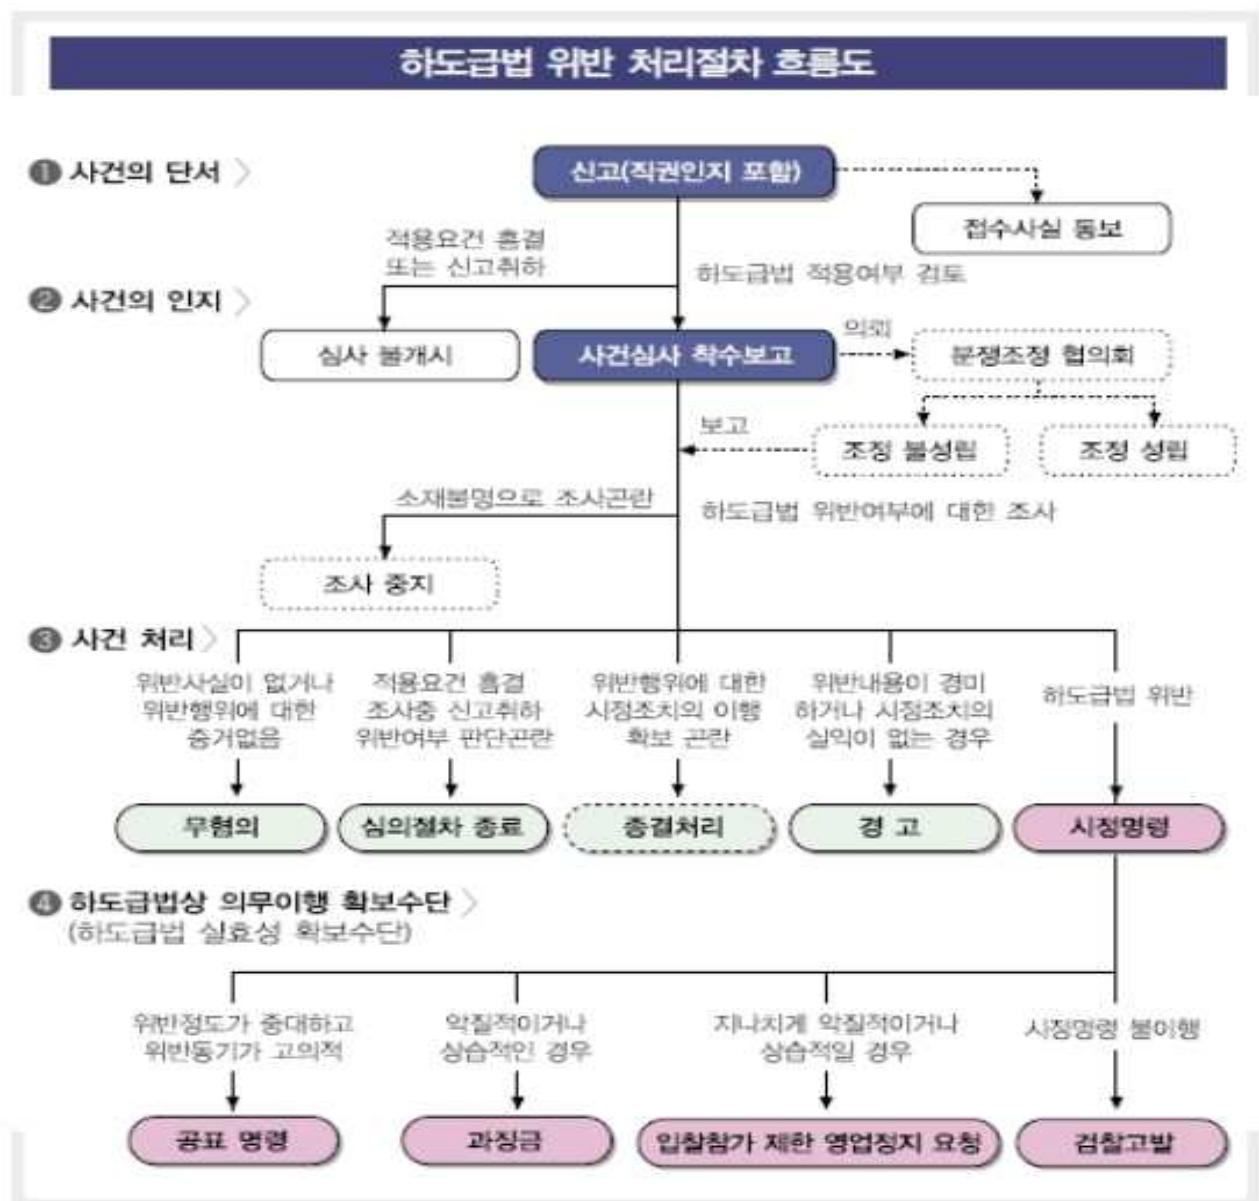 하도급법 위반 처리절차 흐름도
❶ 사건의 단서
신고(직권인지 포함)
접수사실 통보
적용요건 흠결
또는 신고취하
하도급법 적용여부 검토
❷ 사건의 인지
심사 불개시
사건심사 착수보고
의뢰
분쟁조정 협의회
보고
조정 불성립
조정 성립
소재불명으로 조사곤란
하도급법 위반여부에 대한 조사
조사 중지
❸ 사건 처리
위반사실이 없거나
위반행위에 대한
증거없음
적용요건 흠결
조사중 신고취하
위반여부 판단곤란
위반행위에 대한
시정조치의 이행
확보 곤란
위반내용이 경미
하거나 시정조치의
실익이 없는 경우
하도급법 위반
무혐의
심의절차 종료
종결처리
경 고
시정명령
❹ 하도급법상 의무이행 확보수단
(하도급법 실효성 확보수단)
위반정도가 중대하고
위반동기가 고의적
악질적이거나
상습적인 경우
지나치게 악질적이거나
상습적일 경우
시정명령 불이행
공표 명령
과징금
입찰참가 제한 영업정지 요청
검찰고발